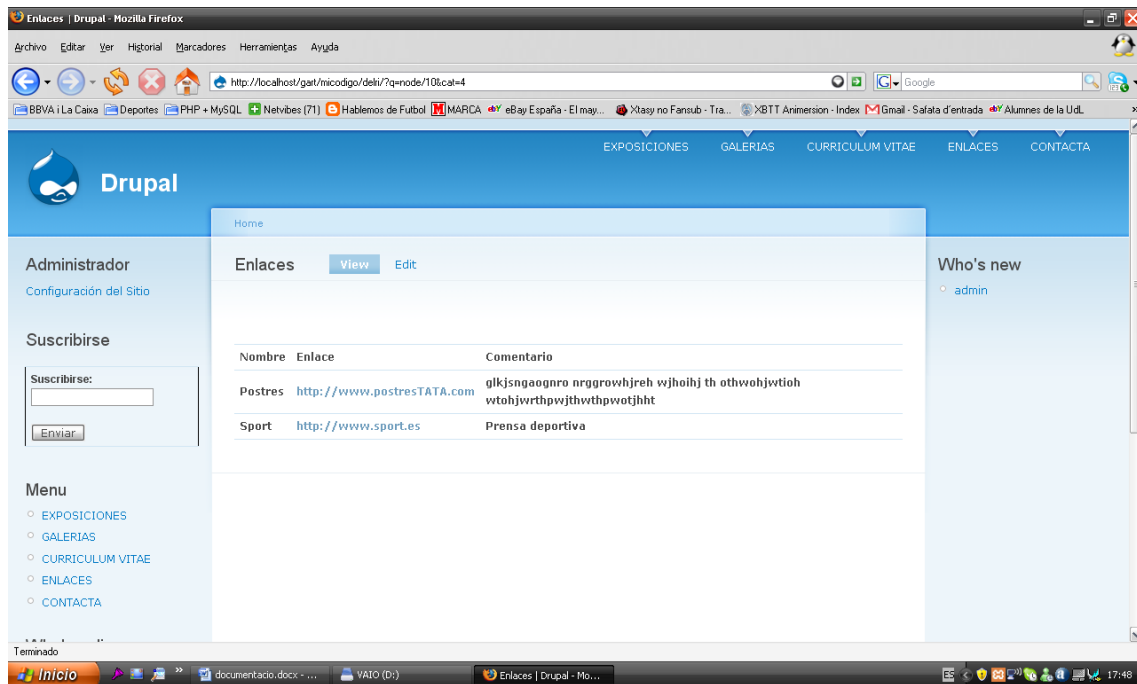 Enlaces | Drupal - Mozilla Firefox
Archivo Editar Ver Historial Marcadores Herramientas Ayuda
http://localhost/gart/micodigo/delri/?q=node/10&cat=4
Google
BBVA i La Caixa Deportes PHP + MySQL Netvibes (71) Hablemos de Futbol MARCA eBay España - El may... Xtasy no Fansub - Tra... XBTT Animersion - Index Gmail - Safata d'entrada Alumnes de la UdL
EXPOSICIONES GALERIAS CURRICULUM VITAE ENLACES CONTACTA
Drupal
Home
Administrador
Configuración del Sitio
Suscribirse
Suscribirse:
Enviar
Menu
EXPOSICIONES
GALERIAS
CURRICULUM VITAE
ENLACES
CONTACTA
Enlaces View Edit
Nombre Enlace Comentario
Postres http://www.postresTATA.com glkjsngaognro nrggrowhjreh wjhoihj th othwohjwtioh
wtohjwrthpwjthwthpwotjhht
Sport http://www.sport.es Prensa deportiva
Who's new
admin
Terminado
Inicio documentacio.docx - ... VAIO (D:) Enlaces | Drupal - Mo... ES 17:48